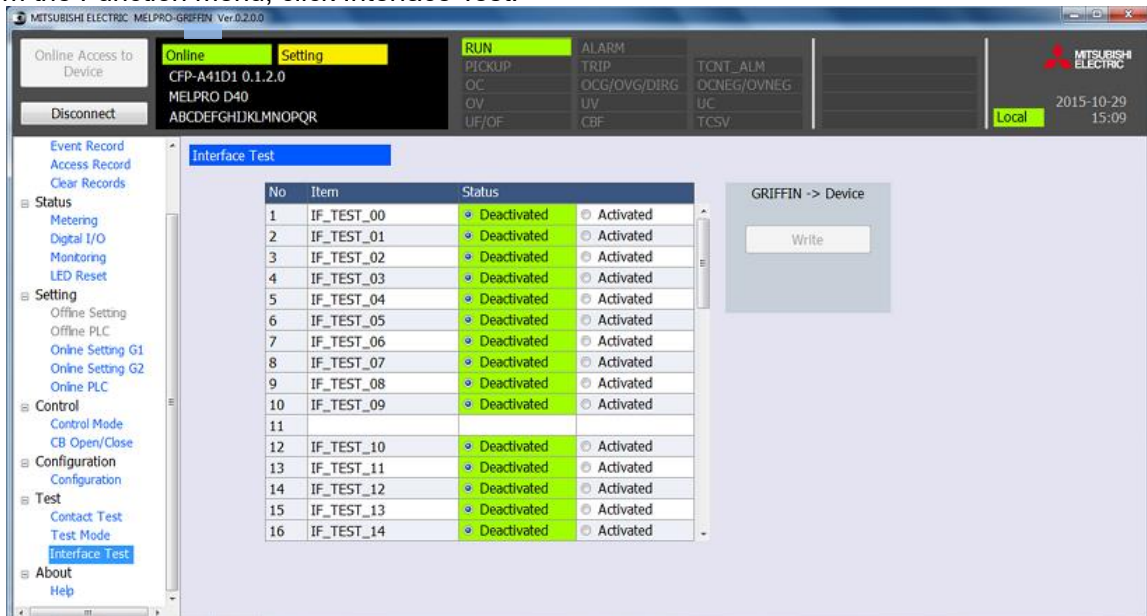 In the Function menu, click Interface Test.
MITSUBISHI ELECTRIC MELPRO-GRIFFIN Ver.0.2.0.0
Online Access to
Device
Disconnect
Online Setting
CFP-A41D1 0.1.2.0
MELPRO D40
ABCDEFGHIJKLMNOPQR
RUN ALARM
PICKUP TRIP TCNT_ALM
OC OCG/OVG/DIRG OCNEG/OVNEG
OV UV UC
UF/OF CBF TCSV
MITSUBISHI
ELECTRIC
2015-10-29
Local 15:09
Event Record
Access Record
Clear Records
Status
Metering
Digital I/O
Monitoring
LED Reset
Setting
Offline Setting
Offline PLC
Online Setting G1
Online Setting G2
Online PLC
Control
Control Mode
CB Open/Close
Configuration
Configuration
Test
Contact Test
Test Mode
Interface Test
About
Help
Interface Test
No Item Status
1 IF_TEST_00 Deactivated Activated
2 IF_TEST_01 Deactivated Activated
3 IF_TEST_02 Deactivated Activated
4 IF_TEST_03 Deactivated Activated
5 IF_TEST_04 Deactivated Activated
6 IF_TEST_05 Deactivated Activated
7 IF_TEST_06 Deactivated Activated
8 IF_TEST_07 Deactivated Activated
9 IF_TEST_08 Deactivated Activated
10 IF_TEST_09 Deactivated Activated
11
12 IF_TEST_10 Deactivated Activated
13 IF_TEST_11 Deactivated Activated
14 IF_TEST_12 Deactivated Activated
15 IF_TEST_13 Deactivated Activated
16 IF_TEST_14 Deactivated Activated
GRIFFIN -> Device
Write